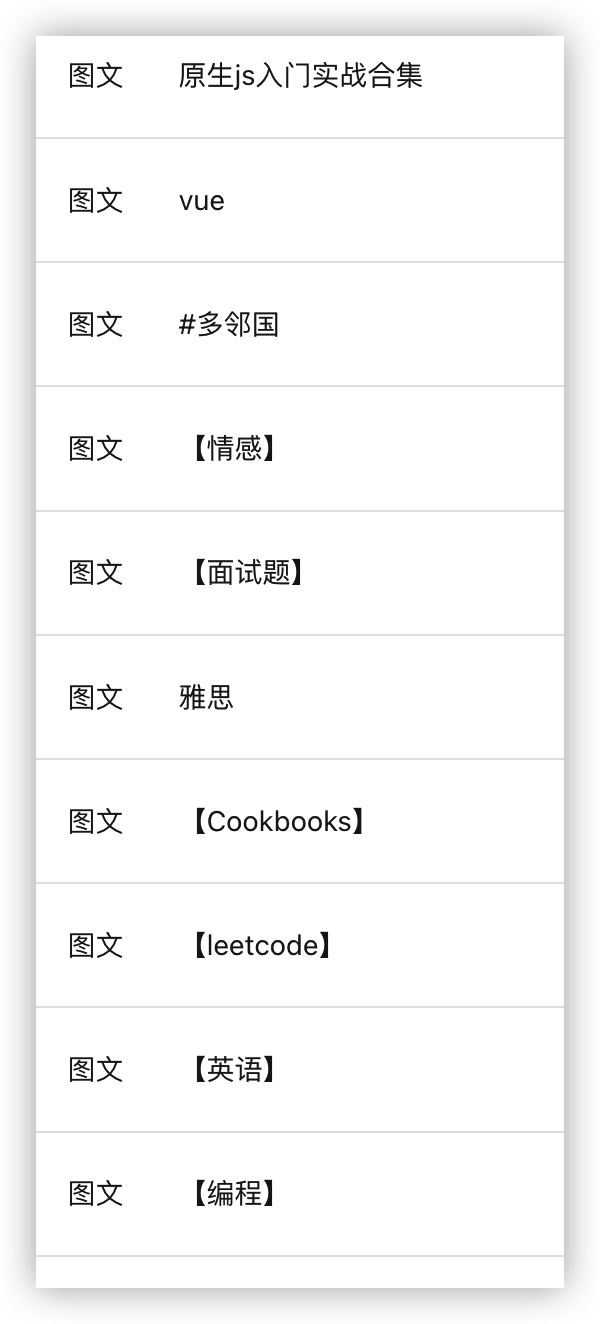 图文 原生js入门实战合集
图文 vue
图文 #多邻国
图文 【情感】
图文 【面试题】
图文 雅思
图文 【Cookbooks】
图文 【leetcode】
图文 【英语】
图文 【编程】